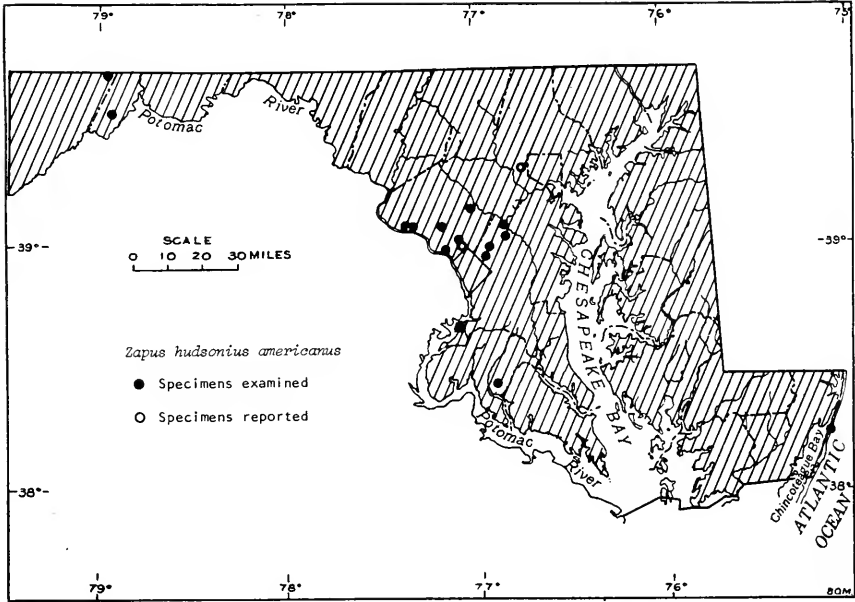 79°
78°
77°
76°
75°
Potomac
River
39°
39°
SCALE
0 10 20 30 MILES
CHESAPEAKE BAY
Zapus hudsonius americanus
Specimens examined
Specimens reported
Potomac
River
Chincoteague Bay
ATLANTIC
OCEAN
38°
38°
79°
78°
77°
76°